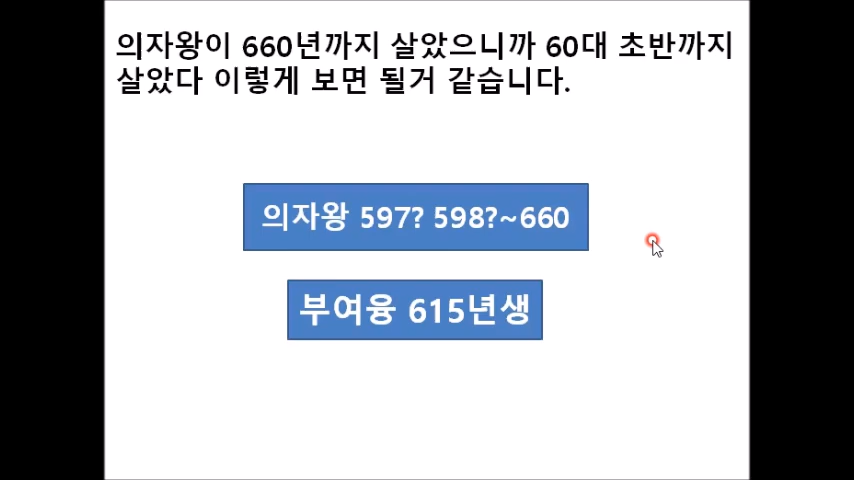 의자왕이 660년까지 살았으니까 60대 초반까지
살았다 이렇게 보면 될거 같습니다.
의자왕 597? 598?~660
부여융 615년생